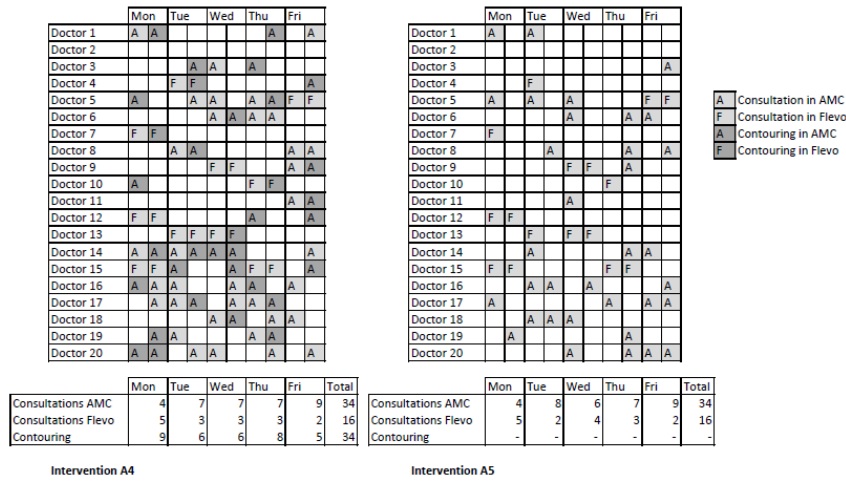 Mon Tue Wed Thu Fri
Doctor 1 A A A A
Doctor 2
Doctor 3 A A A
Doctor 4 F F A
Doctor 5 A A A A A F F
Doctor 6 A A A A
Doctor 7 F F
Doctor 8 A A A A
Doctor 9 F F A A
Doctor 10 A F F
Doctor 11 A A
Doctor 12 F F A A
Doctor 13 F F F F
Doctor 14 A A A A A A A
Doctor 15 F F A A F F A
Doctor 16 A A A A A A
Doctor 17 A A A A A A
Doctor 18 A A A A
Doctor 19 A A A A
Doctor 20 A A A A A A
Mon Tue Wed Thu Fri Total
Consultations AMC 4 7 7 7 9 34
Consultations Flevo 5 3 3 3 2 16
Contouring 9 6 6 8 5 34
Intervention A4
Mon Tue Wed Thu Fri
Doctor 1 A A
Doctor 2
Doctor 3 A
Doctor 4 F
Doctor 5 A A A F F
Doctor 6 A A A
Doctor 7 F
Doctor 8 A A A
Doctor 9 F F A
Doctor 10 F
Doctor 11 A
Doctor 12 F F
Doctor 13 F F F
Doctor 14 A A A
Doctor 15 F F F F
Doctor 16 A A A A
Doctor 17 A A A A
Doctor 18 A A A
Doctor 19 A A
Doctor 20 A A A A
Mon Tue Wed Thu Fri Total
Consultations AMC 4 8 6 7 9 34
Consultations Flevo 5 2 4 3 2 16
Contouring - - - - - -
Intervention A5
A Consultation in AMC
F Consultation in Flevo
A Contouring in AMC
F Contouring in Flevo